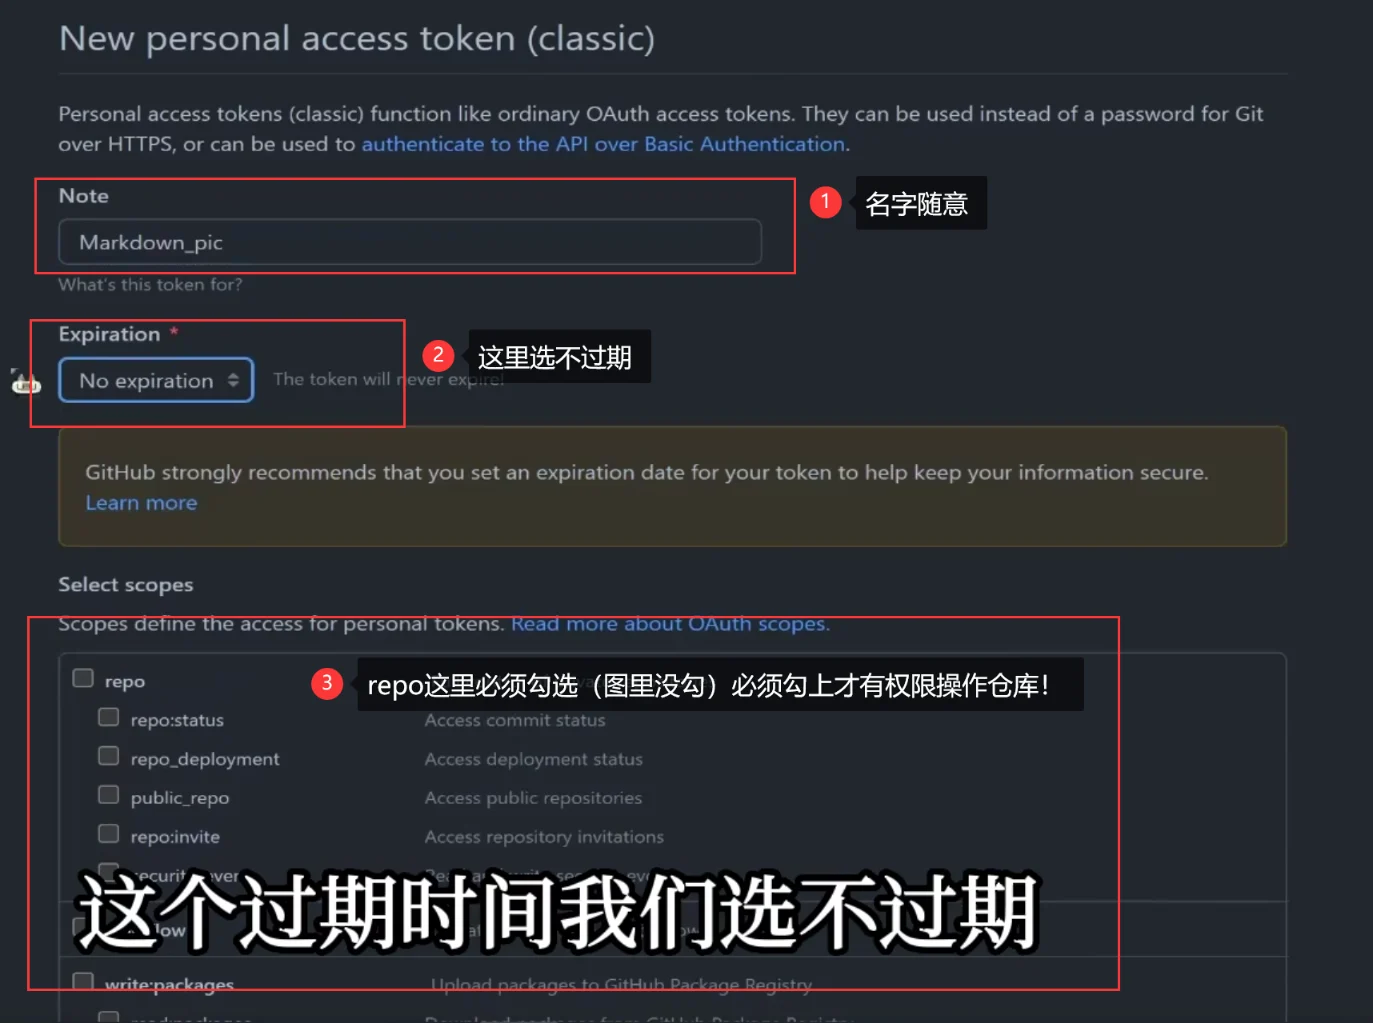 New personal access token (classic)
Personal access tokens (classic) function like ordinary OAuth access tokens. They can be used instead of a password for Git
over HTTPS, or can be used to authenticate to the API over Basic Authentication.
Note
1 名字随意
Markdown_pic
What's this token for?
Expiration *
2 这里选不过期
No expiration The token will never expire!
GitHub strongly recommends that you set an expiration date for your token to help keep your information secure.
Learn more
Select scopes
Scopes define the access for personal tokens. Read more about OAuth scopes.
repo
3 repo这里必须勾选（图里没勾）必须勾上才有权限操作仓库！
repo:status Access commit status
repo_deployment Access deployment status
public_repo Access public repositories
repo:invite Access repository invitations
这个过期时间我们选不过期
write:packages Upload packages to GitHub Package Registry